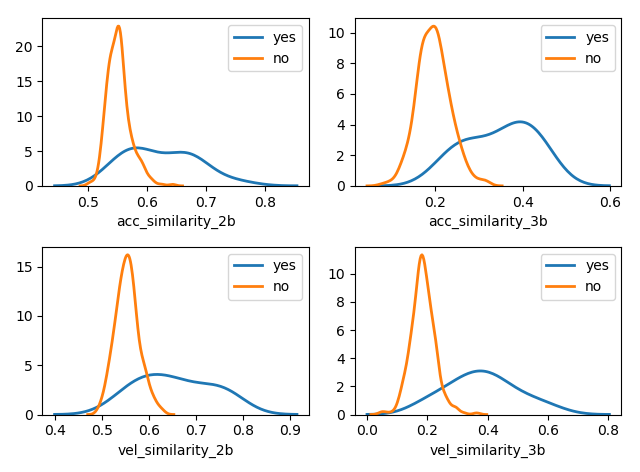 yes
no
20
15
10
5
0
0.5 0.6 0.7 0.8
acc_similarity_2b
yes
no
10
8
6
4
2
0
0.2 0.4 0.6
acc_similarity_3b
yes
no
15
10
5
0
0.4 0.5 0.6 0.7 0.8 0.9
vel_similarity_2b
yes
no
10
8
6
4
2
0
0.0 0.2 0.4 0.6 0.8
vel_similarity_3b